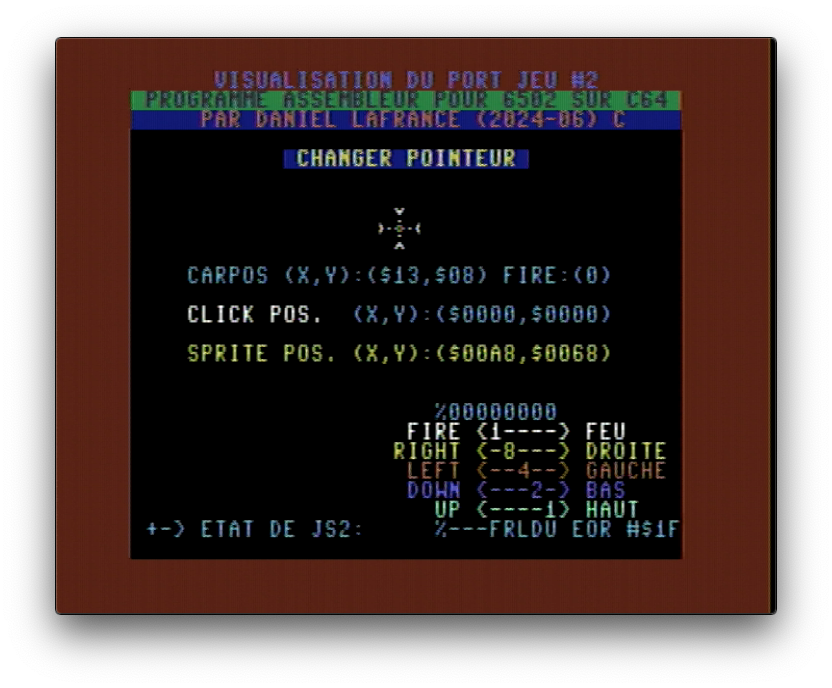 VISUALISATION DU PORT JEU #2
PROGRAMME ASSEMBLEUR POUR 6502 SUR C64
PAR DANIEL LAFRANCE (2024-06) C
CHANGER POINTEUR
CARPOS (X,Y):($13,$08) FIRE:(0)
CLICK POS. (X,Y):($0000,$0000)
SPRITE POS. (X,Y):($00A8,$0068)
%00000000
FIRE (1----) FEU
RIGHT (-8---) DROITE
LEFT (--4--) GAUCHE
DOWN (---2-) BAS
UP (----1) HAUT
+-> ETAT DE JS2: %---FRLDU EOR #$1F